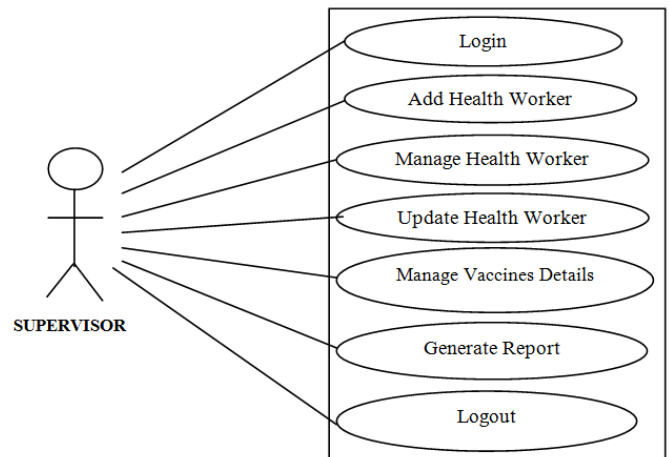 Login
Add Health Worker
Manage Health Worker
Update Health Worker
Manage Vaccines Details
SUPERVISOR
Generate Report
Logout